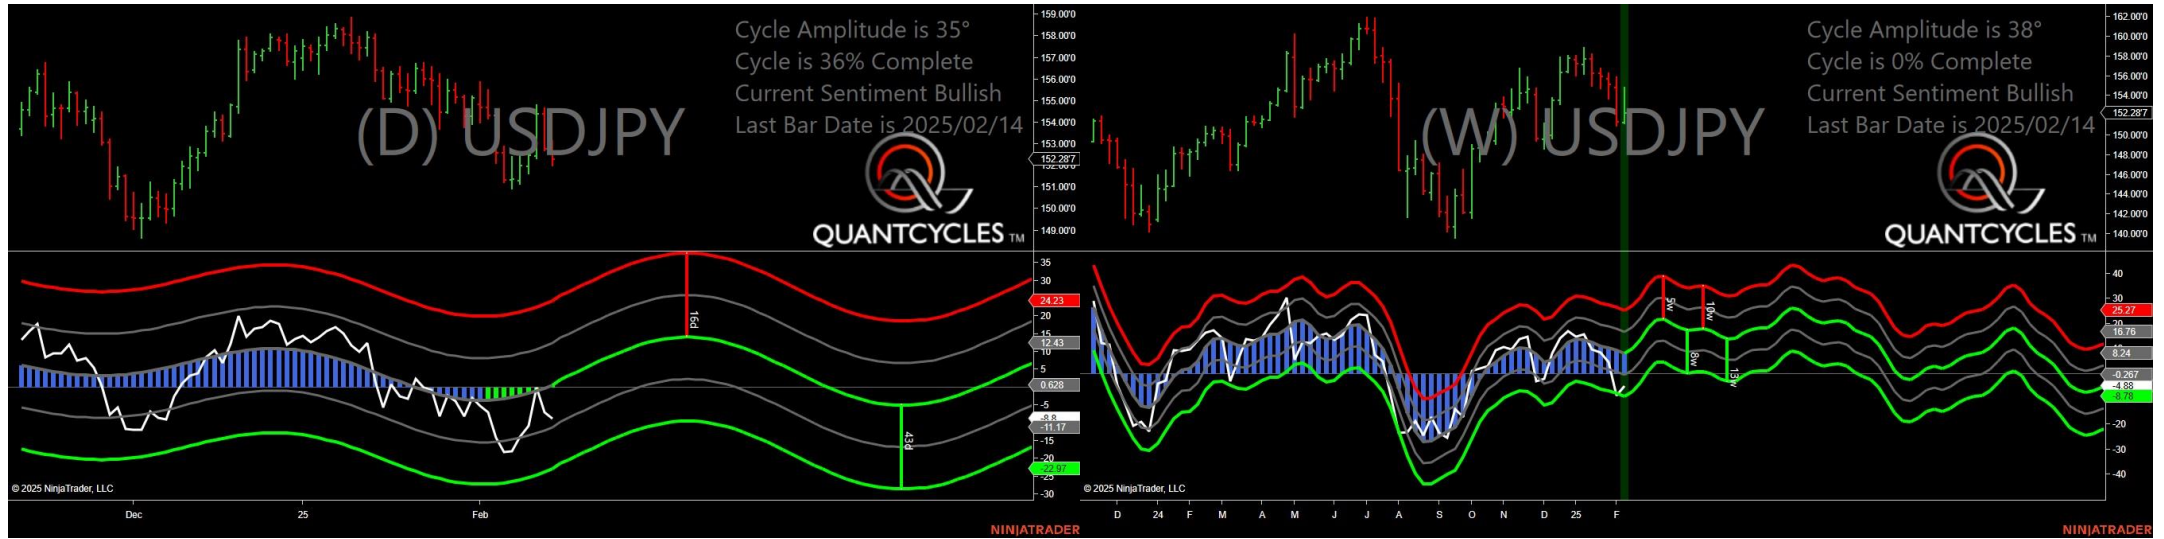 Cycle Amplitude is 35°
Cycle is 36% Complete
Current Sentiment Bullish
Last Bar Date is 2025/02/14
(D) USDJPY
QUANTCYCLES TM
159.00'0
158.00'0
157.00'0
156.00'0
155.00'0
154.00'0
153.00'0
152.28'7
151.00'0
150.00'0
149.00'0
35
30
24.23
20
15
12.43
10
5
0.628
-5
-8.8
-11.17
-15
-20
-22.97
-25
-30
16d
43d
© 2025 NinjaTrader, LLC
Dec
25
Feb
NINJATRADER
Cycle Amplitude is 38°
Cycle is 0% Complete
Current Sentiment Bullish
Last Bar Date is 2025/02/14
(W) USDJPY
QUANTCYCLES TM
162.00'0
160.00'0
158.00'0
156.00'0
154.00'0
152.28'7
150.00'0
148.00'0
146.00'0
144.00'0
142.00'0
140.00'0
40
30
25.27
16.76
8.24
-0.267
-4.88
-8.78
-20
-30
-40
5w
10w
8w
13w
© 2025 NinjaTrader, LLC
D
24
F
M
A
M
J
J
A
S
O
N
D
25
F
NINJATRADER